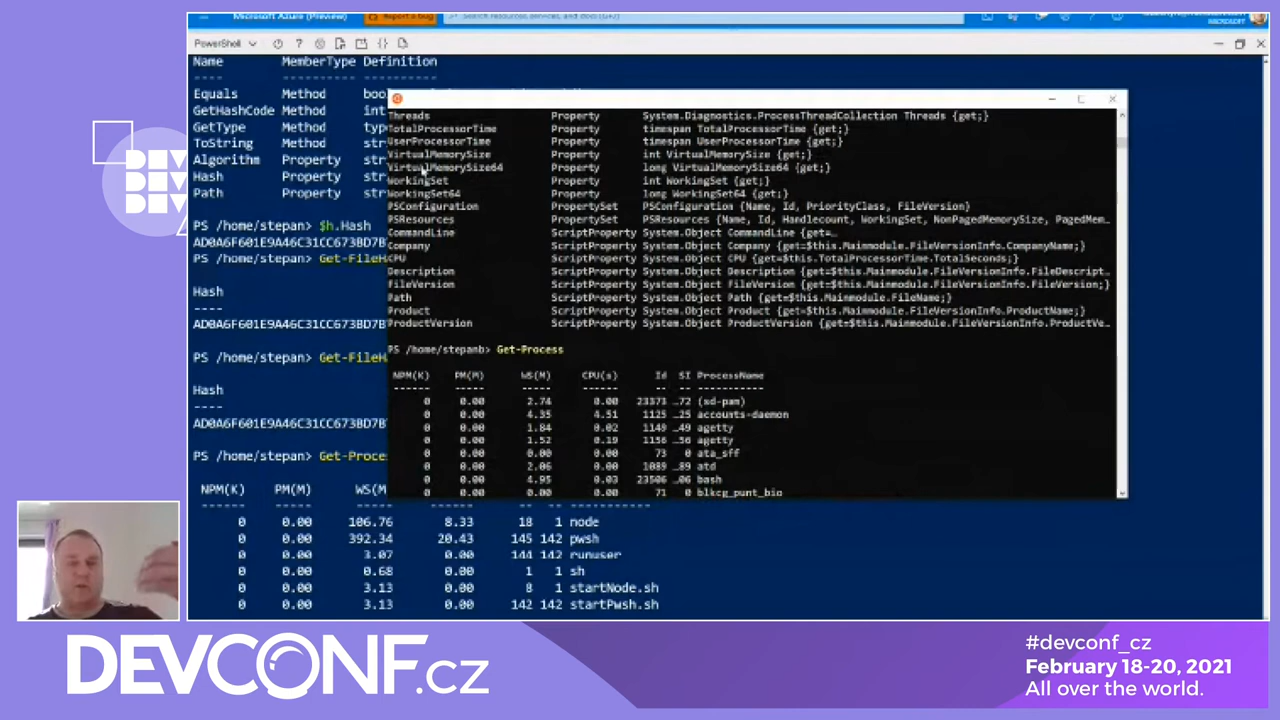 Microsoft Azure (Preview)
Report a bug
Search resources, services, and docs (G+/)
MICROSOFT
PowerShell
Name MemberType Definition
---- ---------- ----------
Equals Method boo
GetHashCode Method int
GetType Method typ
ToString Method str
Algorithm Property str
Hash Property str
Path Property str
PS /home/stepan> $h.Hash
AD0A6F601E9A46C31CC673BD7B
PS /home/stepan> Get-FileH
Hash
----
AD0A6F601E9A46C31CC673BD7B
PS /home/stepan> Get-FileH
Hash
----
AD0A6F601E9A46C31CC673BD7B
PS /home/stepan> Get-Proce
NPM(K) PM(M) WS(M
0 0.00 106.76 8.33 18 1 node
0 0.00 392.34 20.43 145 142 pwsh
0 0.00 3.07 0.00 144 142 runuser
0 0.00 0.68 0.00 1 1 sh
0 0.00 3.13 0.00 8 1 startNode.sh
0 0.00 3.13 0.00 142 142 startPwsh.sh
Threads Property System.Diagnostics.ProcessThreadCollection Threads {get;}
TotalProcessorTime Property timespan TotalProcessorTime {get;}
UserProcessorTime Property timespan UserProcessorTime {get;}
VirtualMemorySize Property int VirtualMemorySize {get;}
VirtualMemorySize64 Property long VirtualMemorySize64 {get;}
WorkingSet Property int WorkingSet {get;}
WorkingSet64 Property long WorkingSet64 {get;}
PSConfiguration PropertySet PSConfiguration {Name, Id, PriorityClass, FileVersion}
PSResources PropertySet PSResources {Name, Id, Handlecount, WorkingSet, NonPagedMemorySize, PagedMem…
CommandLine ScriptProperty System.Object CommandLine {get=…
Company ScriptProperty System.Object Company {get=$this.Mainmodule.FileVersionInfo.CompanyName;}
CPU ScriptProperty System.Object CPU {get=$this.TotalProcessorTime.TotalSeconds;}
Description ScriptProperty System.Object Description {get=$this.Mainmodule.FileVersionInfo.FileDescript…
FileVersion ScriptProperty System.Object FileVersion {get=$this.Mainmodule.FileVersionInfo.FileVersion;}
Path ScriptProperty System.Object Path {get=$this.Mainmodule.FileName;}
Product ScriptProperty System.Object Product {get=$this.Mainmodule.FileVersionInfo.ProductName;}
ProductVersion ScriptProperty System.Object ProductVersion {get=$this.Mainmodule.FileVersionInfo.ProductVe…
PS /home/stepanb> Get-Process
NPM(K) PM(M) WS(M) CPU(s) Id SI ProcessName
------ ----- ----- ------ -- -- -----------
0 0.00 2.74 0.00 23373 …72 (sd-pam)
0 0.00 4.35 4.51 1125 …25 accounts-daemon
0 0.00 1.84 0.02 1149 …49 agetty
0 0.00 1.52 0.19 1156 …56 agetty
0 0.00 0.00 0.00 73 0 ata_sff
0 0.00 2.06 0.00 1089 …89 atd
0 0.00 4.95 0.03 23506 …06 bash
0 0.00 0.00 0.00 71 0 blkcg_punt_bio
DEV
DEV
DEVCONF.cz
#devconf_cz
February 18-20, 2021
All over the world.